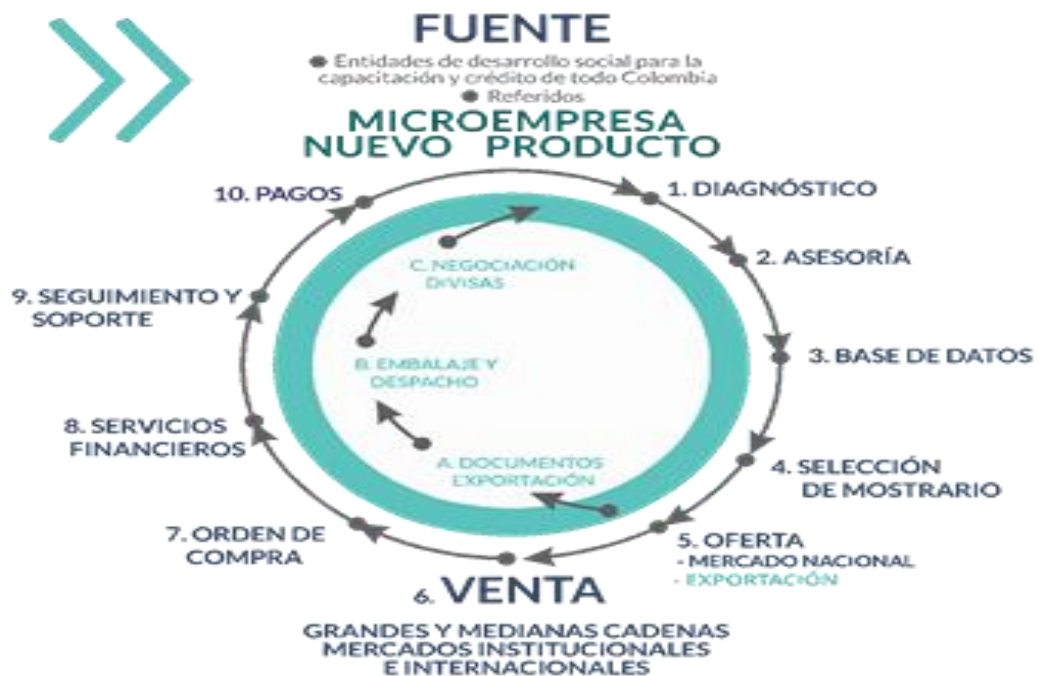 FUENTE
● Entidades de desarrollo social para la
capacitación y crédito de todo Colombia
● Referidos
MICROEMPRESA
NUEVO PRODUCTO
1. DIAGNÓSTICO
2. ASESORÍA
3. BASE DE DATOS
4. SELECCIÓN
DE MOSTRARIO
5. OFERTA
- MERCADO NACIONAL
- EXPORTACIÓN
6. VENTA
GRANDES Y MEDIANAS CADENAS
MERCADOS INSTITUCIONALES
E INTERNACIONALES
7. ORDEN DE
COMPRA
8. SERVICIOS
FINANCIEROS
9. SEGUIMIENTO Y
SOPORTE
10. PAGOS
A. DOCUMENTOS
EXPORTACIÓN
B. EMBALAJE Y
DESPACHO
C. NEGOCIACIÓN
DIVISAS